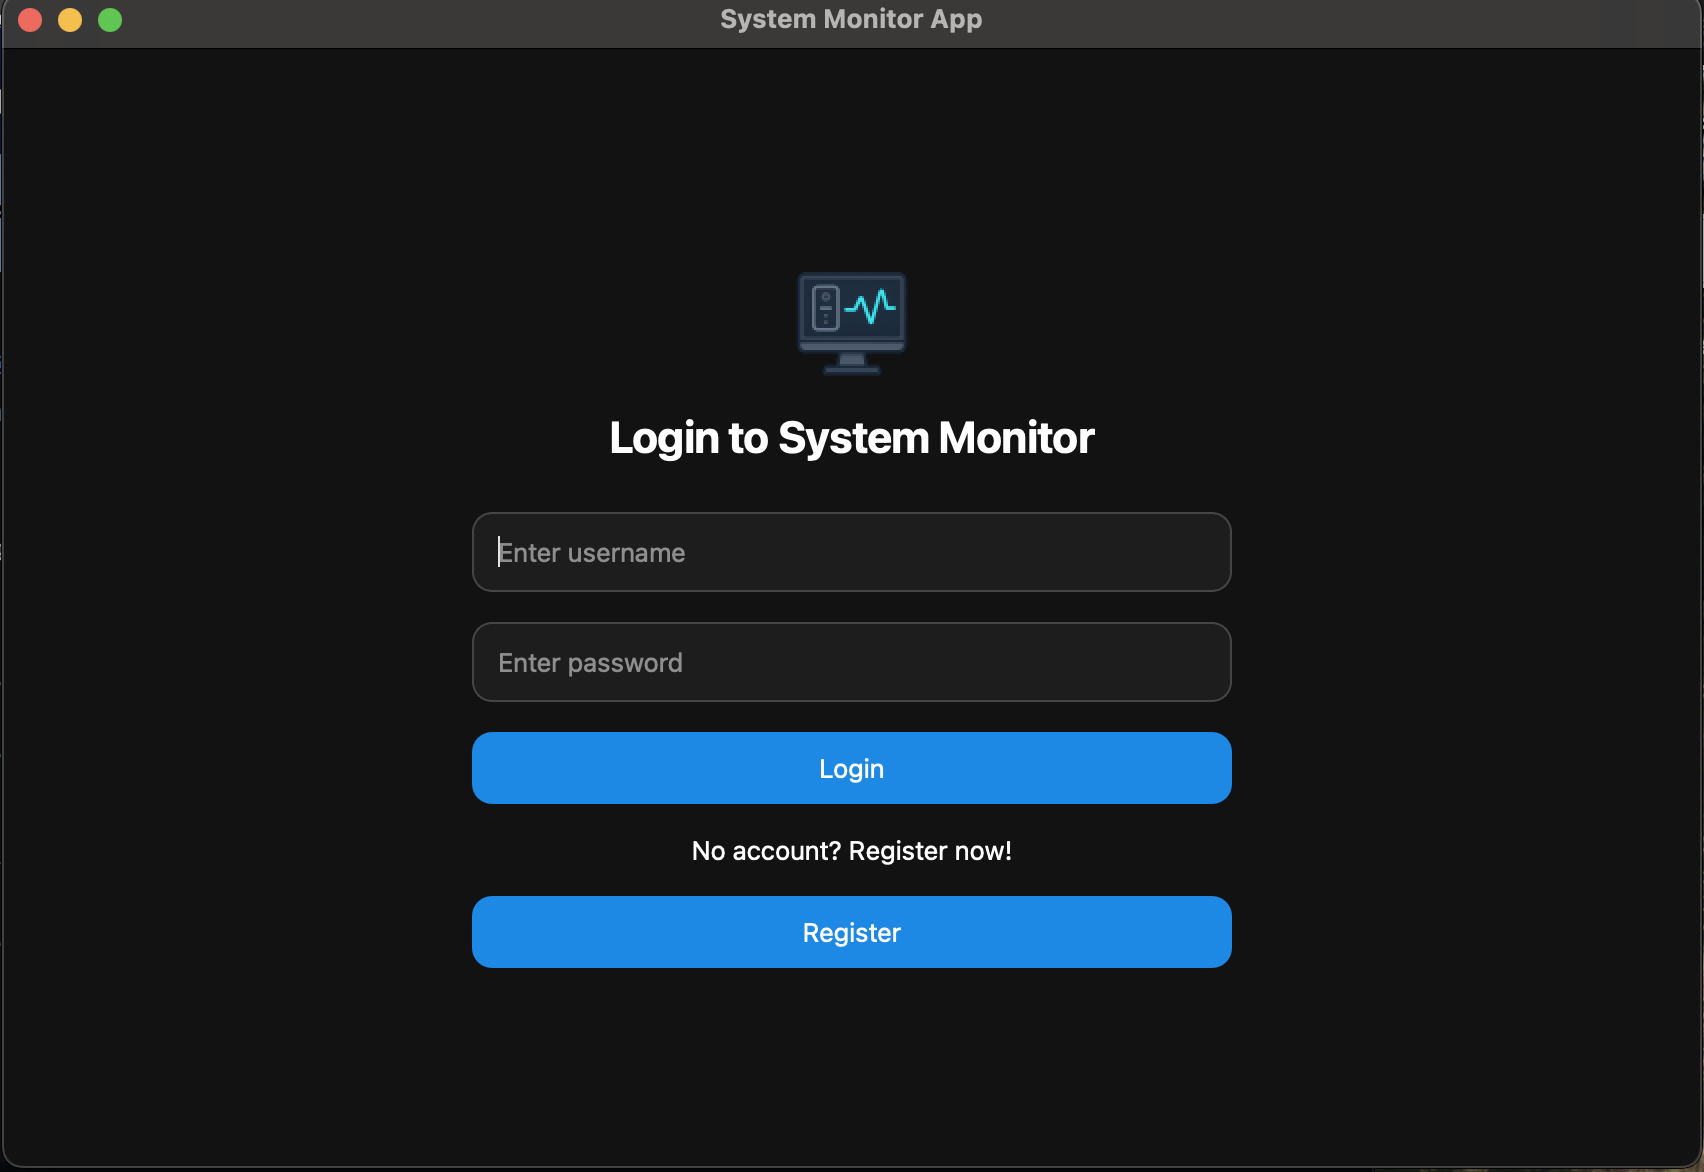 System Monitor App
Login to System Monitor
Enter username
Enter password
Login
No account? Register now!
Register